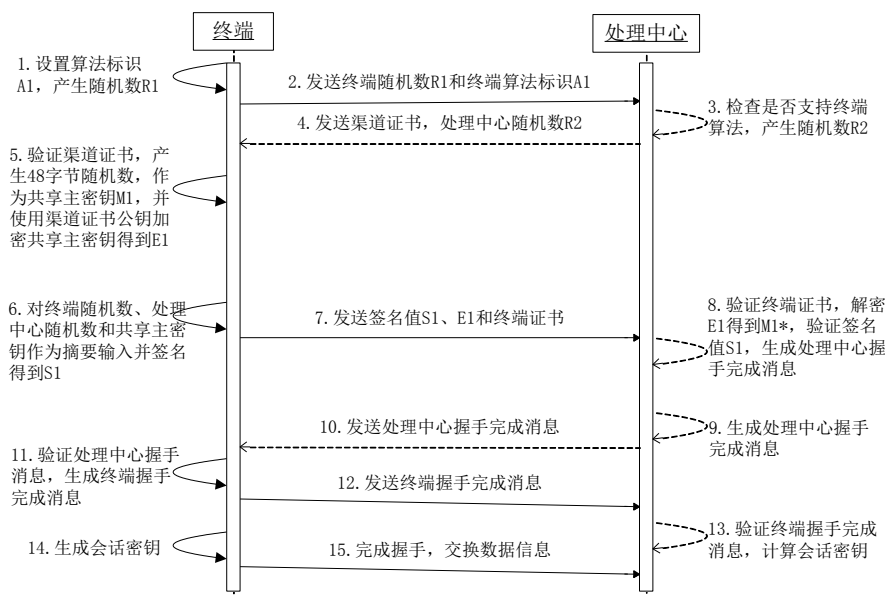 终端
处理中心
1.设置算法标识
A1，产生随机数R1
2.发送终端随机数R1和终端算法标识A1
3.检查是否支持终端
算法，产生随机数R2
4.发送渠道证书，处理中心随机数R2
5.验证渠道证书，产
生48字节随机数，作
为共享主密钥M1，并
使用渠道证书公钥加
密共享主密钥得到E1
6.对终端随机数、处理
中心随机数和共享主密
钥作为摘要输入并签名
得到S1
7.发送签名值S1、E1和终端证书
8.验证终端证书，解密
E1得到M1*，验证签名
值S1，生成处理中心握
手完成消息
9.生成处理中心握手
完成消息
10.发送处理中心握手完成消息
11.验证处理中心握手
消息，生成终端握手
完成消息
12.发送终端握手完成消息
13.验证终端握手完成
消息，计算会话密钥
14.生成会话密钥
15.完成握手，交换数据信息